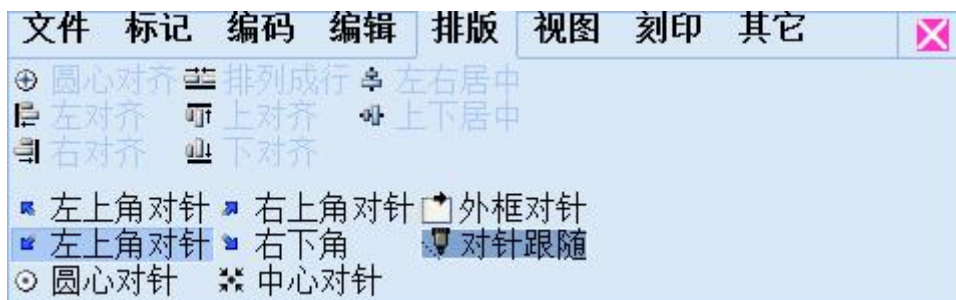 文件 标记 编码 编辑 排版 视图 刻印 其它
圆心对齐 排列成行 左右居中
左对齐 上对齐 上下居中
右对齐 下对齐
左上角对针 右上角对针 外框对针
左上角对针 右下角 对针跟随
圆心对针 中心对针